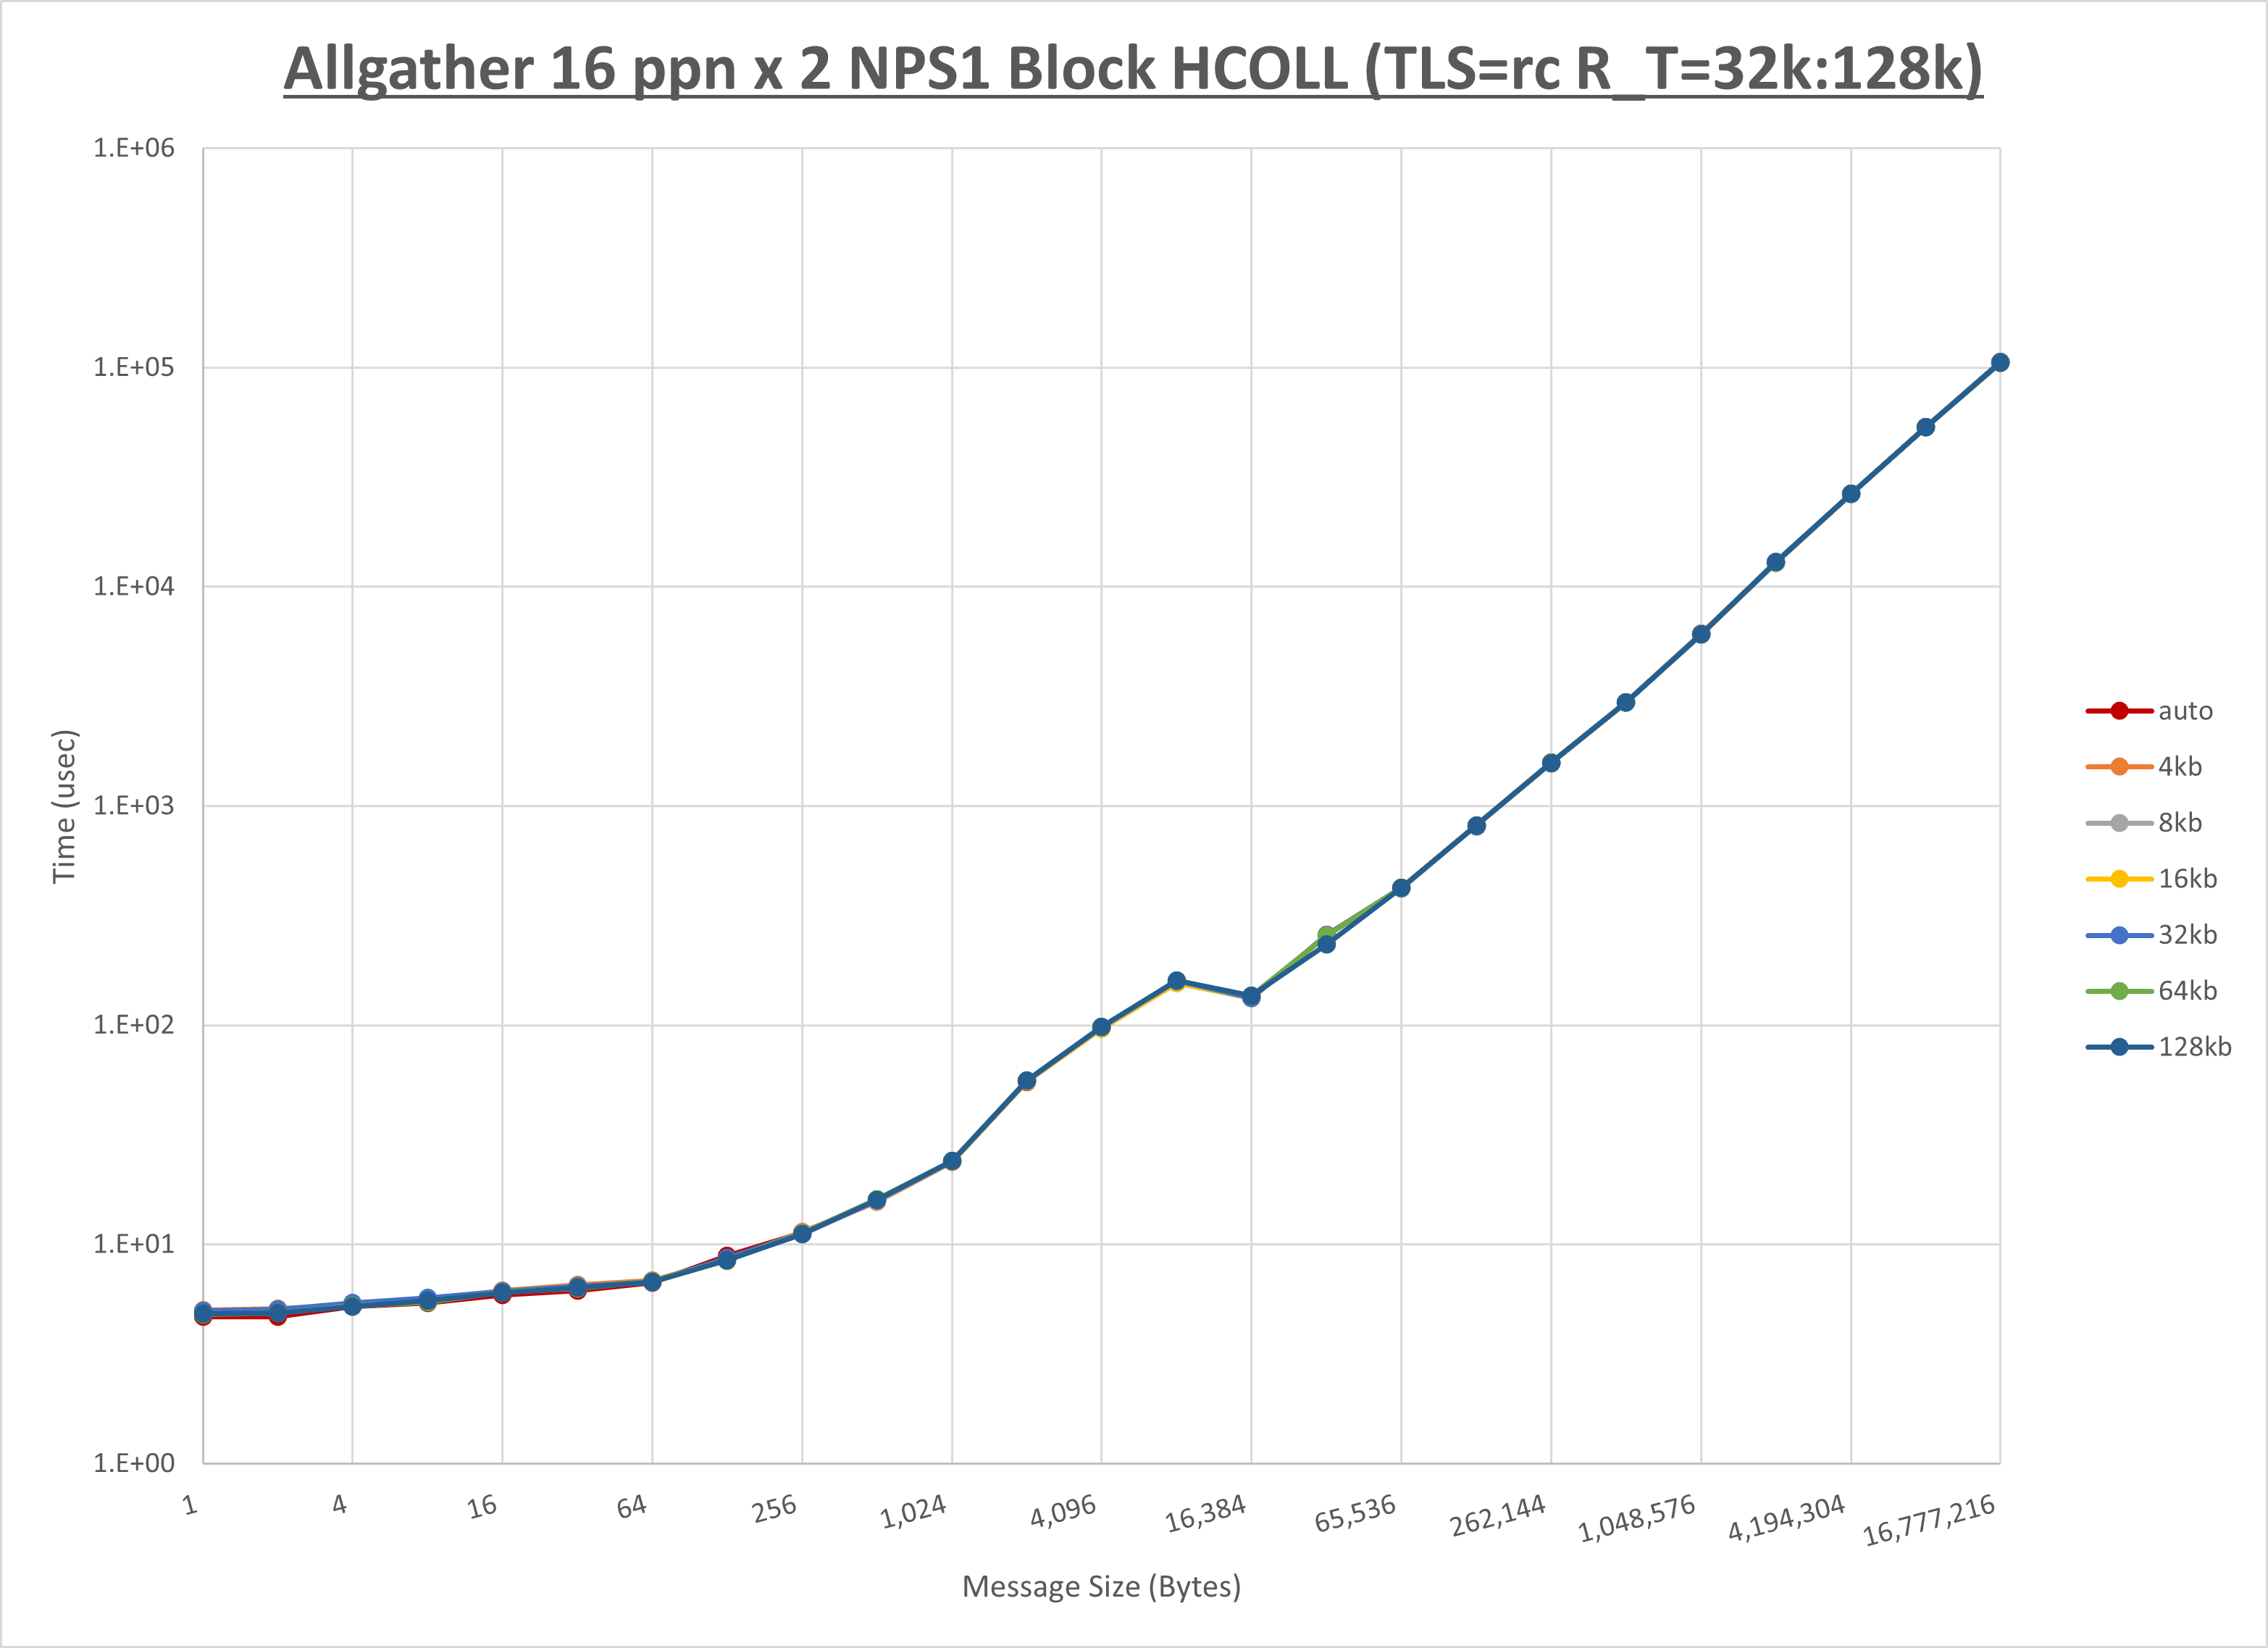 Allgather 16 ppn x 2 NPS1 Block HCOLL (TLS=rc R_T=32k:128k)
1.E+06
1.E+05
1.E+04
1.E+03
1.E+02
1.E+01
1.E+00
Time (usec)
1 4 16 64 256 1,024 4,096 16,384 65,536 262,144 1,048,576 4,194,304 16,777,216
Message Size (Bytes)
auto
4kb
8kb
16kb
32kb
64kb
128kb